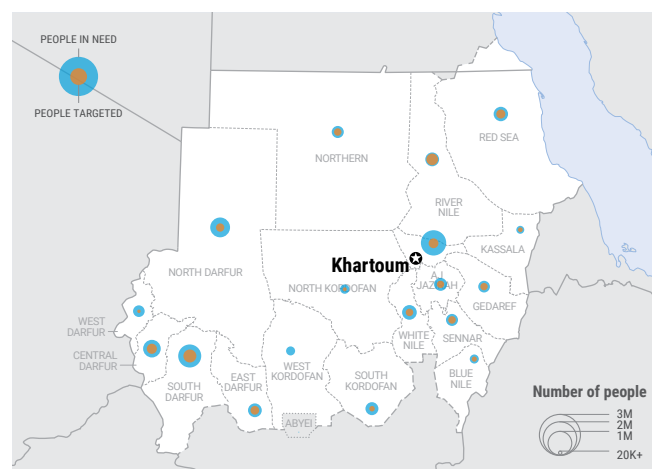 PEOPLE IN NEED
PEOPLE TARGETED
RED SEA
NORTHERN
RIVER
NILE
KASSALA
Khartoum
NORTH DARFUR
NORTH KORDOFAN
AJ
JAZIRAH
GEDAREF
WEST
DARFUR
WHITE
NILE
SENNAR
CENTRAL
DARFUR
WEST
KORDOFAN
SOUTH
KORDOFAN
BLUE
NILE
EAST
DARFUR
SOUTH
DARFUR
ABYEI
Number of people
3M
2M
1M
20K+